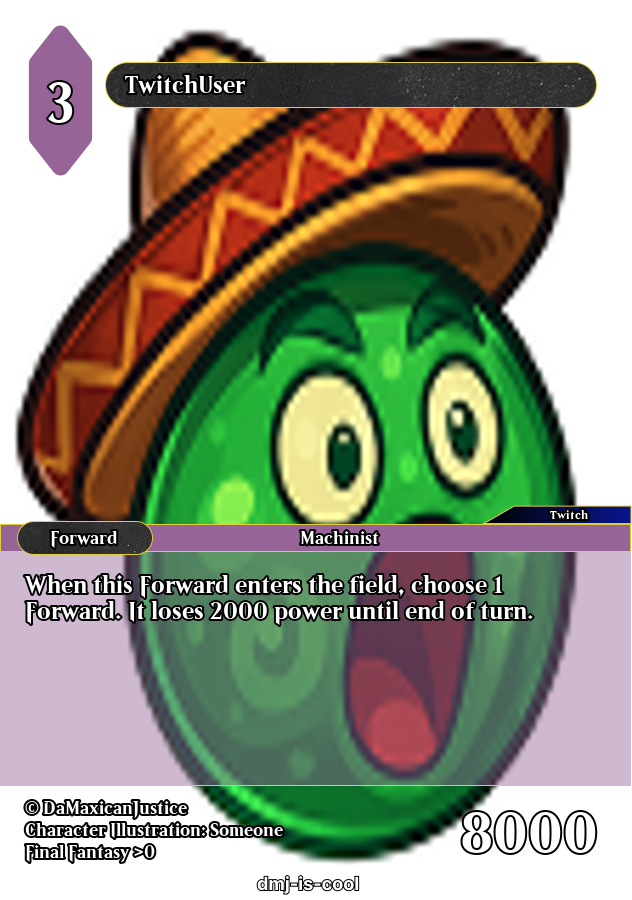 3
TwitchUser
Twitch
Forward
Machinist
When this Forward enters the field, choose 1
Forward. It loses 2000 power until end of turn.
© DaMaxicanJustice
Character Illustration: Someone
Final Fantasy >0
8000
dmj-is-cool